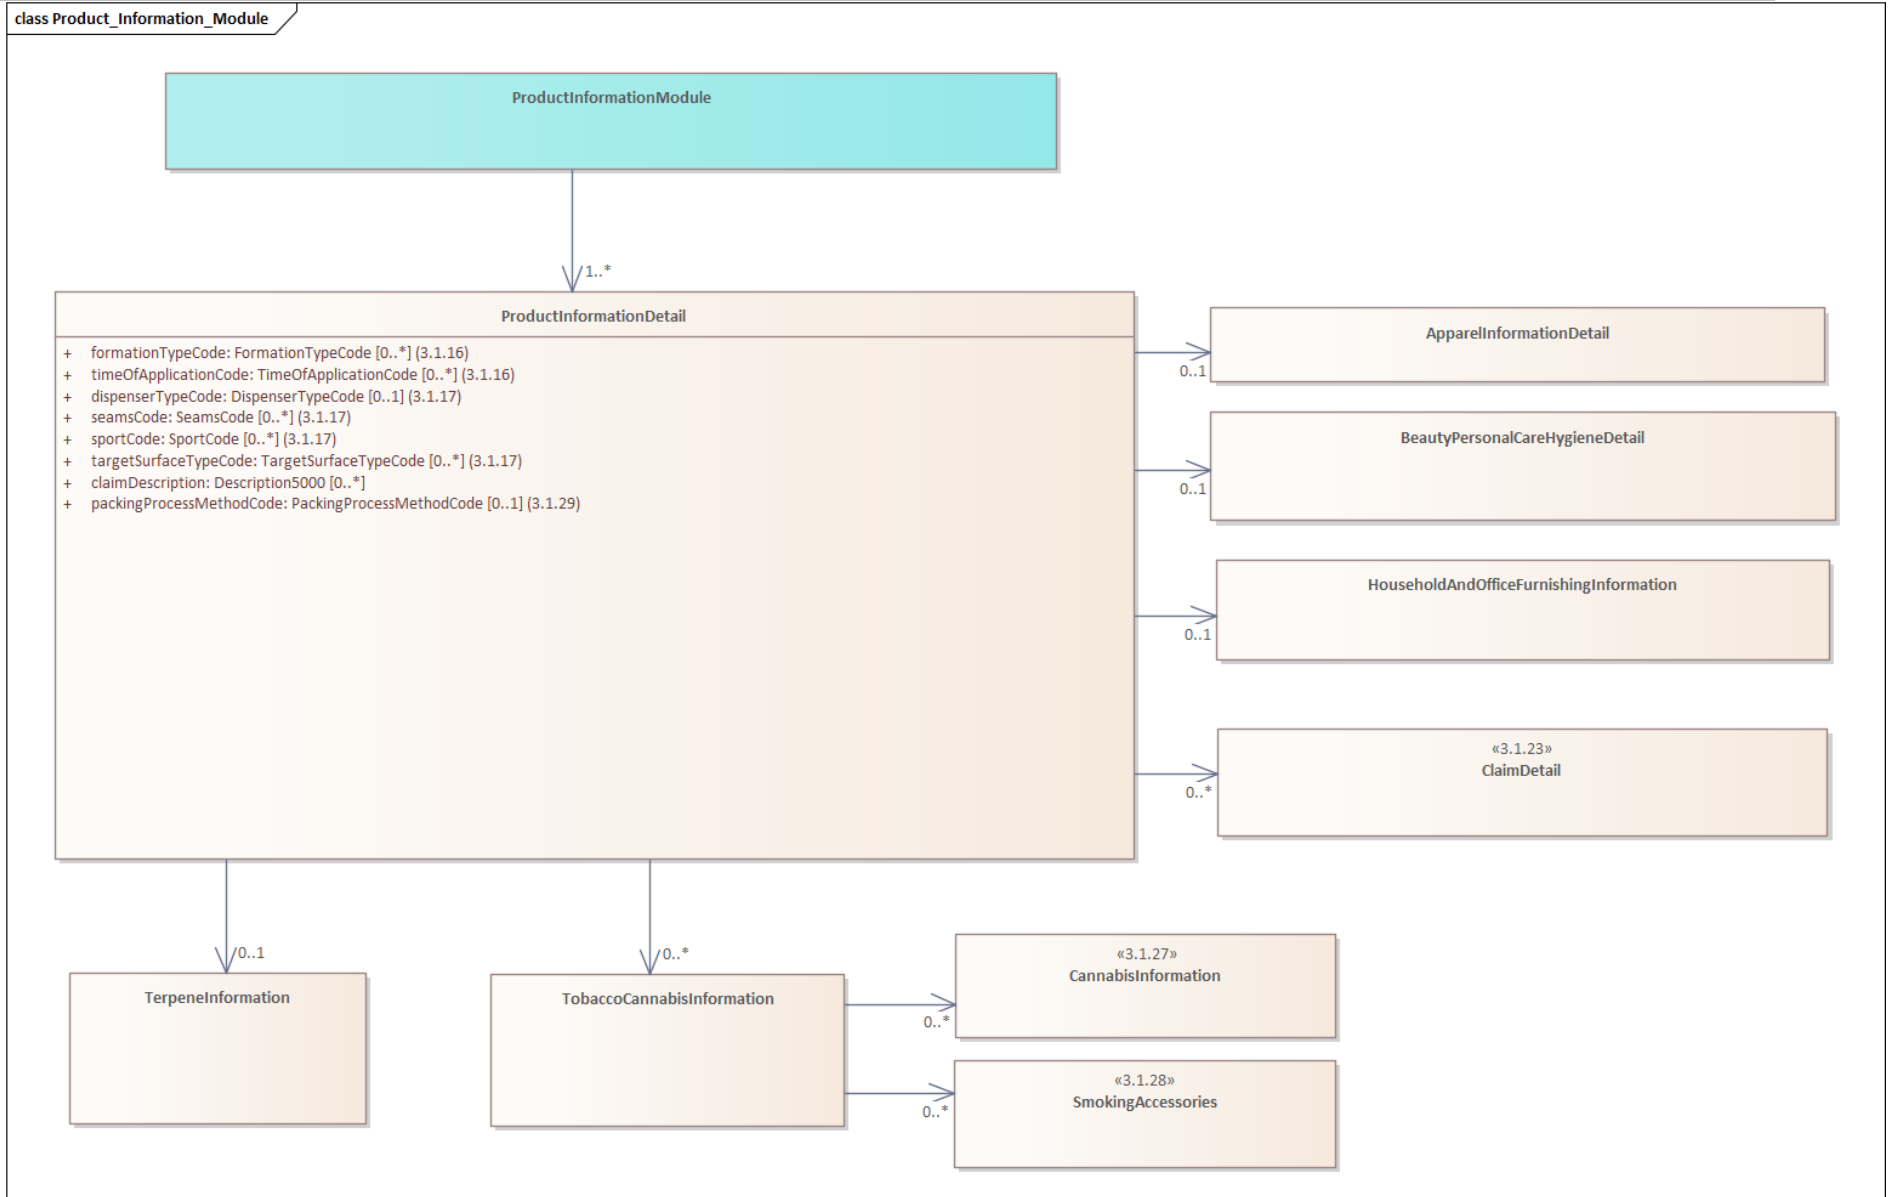 class Product_Information_Module
ProductInformationModule
1..*
ProductInformationDetail
+ formationTypeCode: FormationTypeCode [0..*] (3.1.16)
+ timeOfApplicationCode: TimeOfApplicationCode [0..*] (3.1.16)
+ dispenserTypeCode: DispenserTypeCode [0..1] (3.1.17)
+ seamsCode: SeamsCode [0..*] (3.1.17)
+ sportCode: SportCode [0..*] (3.1.17)
+ targetSurfaceTypeCode: TargetSurfaceTypeCode [0..*] (3.1.17)
+ claimDescription: Description5000 [0..*]
+ packingProcessMethodCode: PackingProcessMethodCode [0..1] (3.1.29)
ApparelInformationDetail
0..1
BeautyPersonalCareHygieneDetail
0..1
HouseholdAndOfficeFurnishingInformation
0..1
«3.1.23»
ClaimDetail
0..*
0..1
TerpeneInformation
0..*
TobaccoCannabisInformation
«3.1.27»
CannabisInformation
0..*
«3.1.28»
SmokingAccessories
0..*